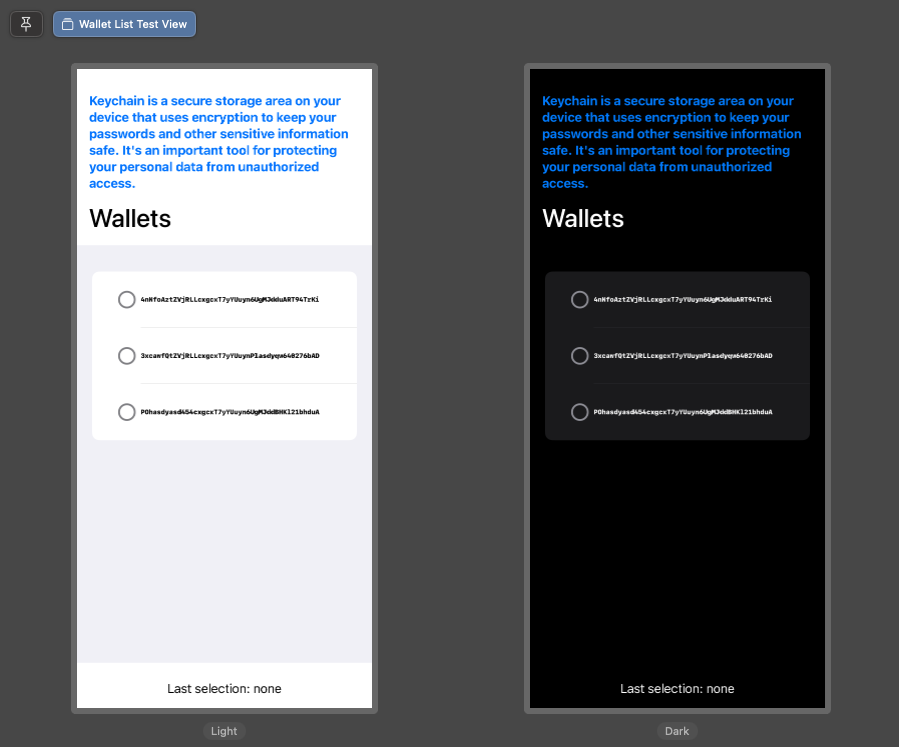 Wallet List Test View
Keychain is a secure storage area on your
device that uses encryption to keep your
passwords and other sensitive information
safe. It's an important tool for protecting
your personal data from unauthorized
access.
Wallets
4nNfoAztZVjRLLcxgcxT7yYUuyn6UgMJdduART94TrKi
3xcawfQtZVjRLLcxgcxT7yYUuynPlasdyqw640276bAD
POhasdyasd454cxgcxT7yYUuyn6UgMJddBHKl21bhduA
Last selection: none
Light
Keychain is a secure storage area on your
device that uses encryption to keep your
passwords and other sensitive information
safe. It's an important tool for protecting
your personal data from unauthorized
access.
Wallets
4nNfoAztZVjRLLcxgcxT7yYUuyn6UgMJdduART94TrKi
3xcawfQtZVjRLLcxgcxT7yYUuynPlasdyqw640276bAD
POhasdyasd454cxgcxT7yYUuyn6UgMJddBHKl21bhduA
Last selection: none
Dark